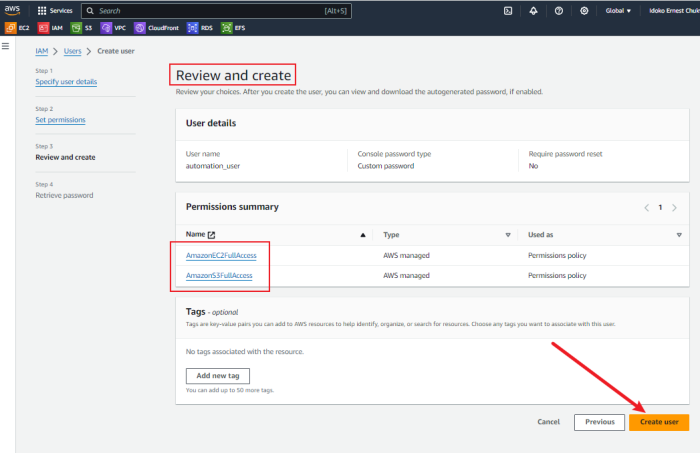 aws
Services
Search
[Alt+S]
Global
Idoko Ernest Chuk
EC2
IAM
S3
VPC
CloudFront
RDS
EFS
IAM > Users > Create user
Step 1
Specify user details
Step 2
Set permissions
Step 3
Review and create
Step 4
Retrieve password
Review and create
Review your choices. After you create the user, you can view and download the autogenerated password, if enabled.
User details
User name
automation_user
Console password type
Custom password
Require password reset
No
Permissions summary
1
Name
Type
Used as
AmazonEC2FullAccess
AWS managed
Permissions policy
AmazonS3FullAccess
AWS managed
Permissions policy
Tags - optional
Tags are key-value pairs you can add to AWS resources to help identify, organize, or search for resources. Choose any tags you want to associate with this user.
No tags associated with the resource.
Add new tag
You can add up to 50 more tags.
Cancel
Previous
Create user